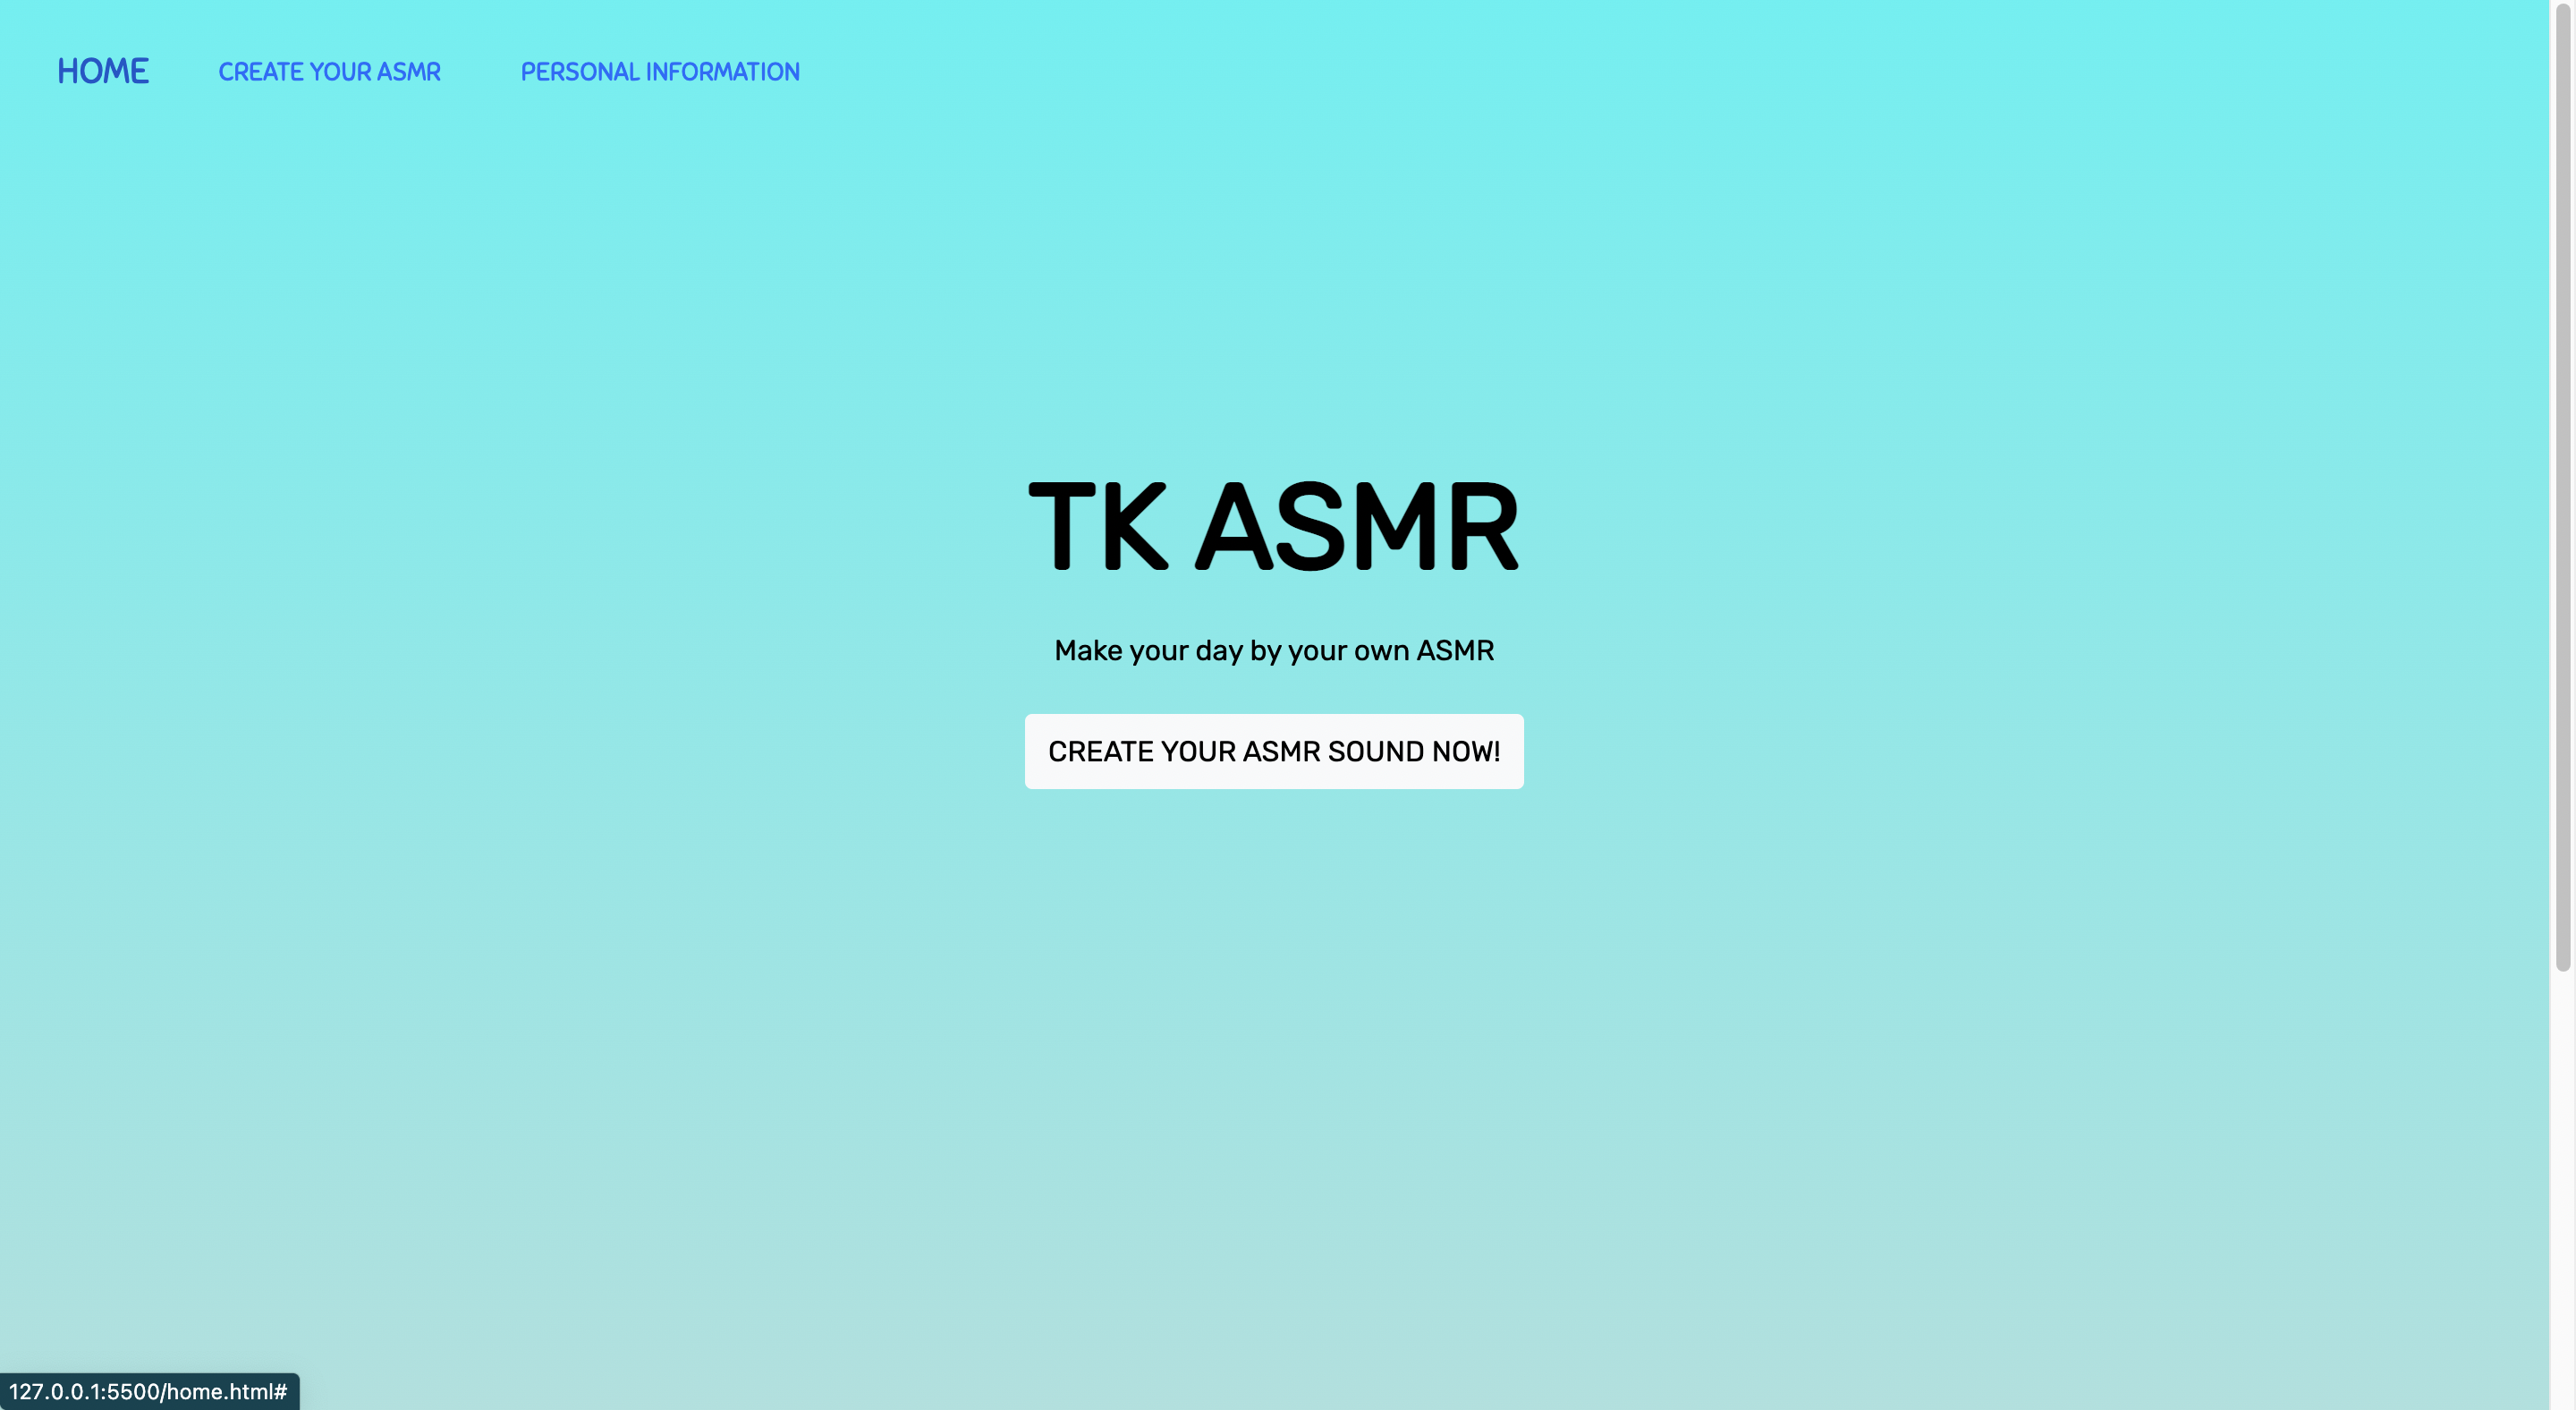 HOME CREATE YOUR ASMR PERSONAL INFORMATION
TK ASMR
Make your day by your own ASMR
CREATE YOUR ASMR SOUND NOW!
127.0.0.1:5500/home.html#